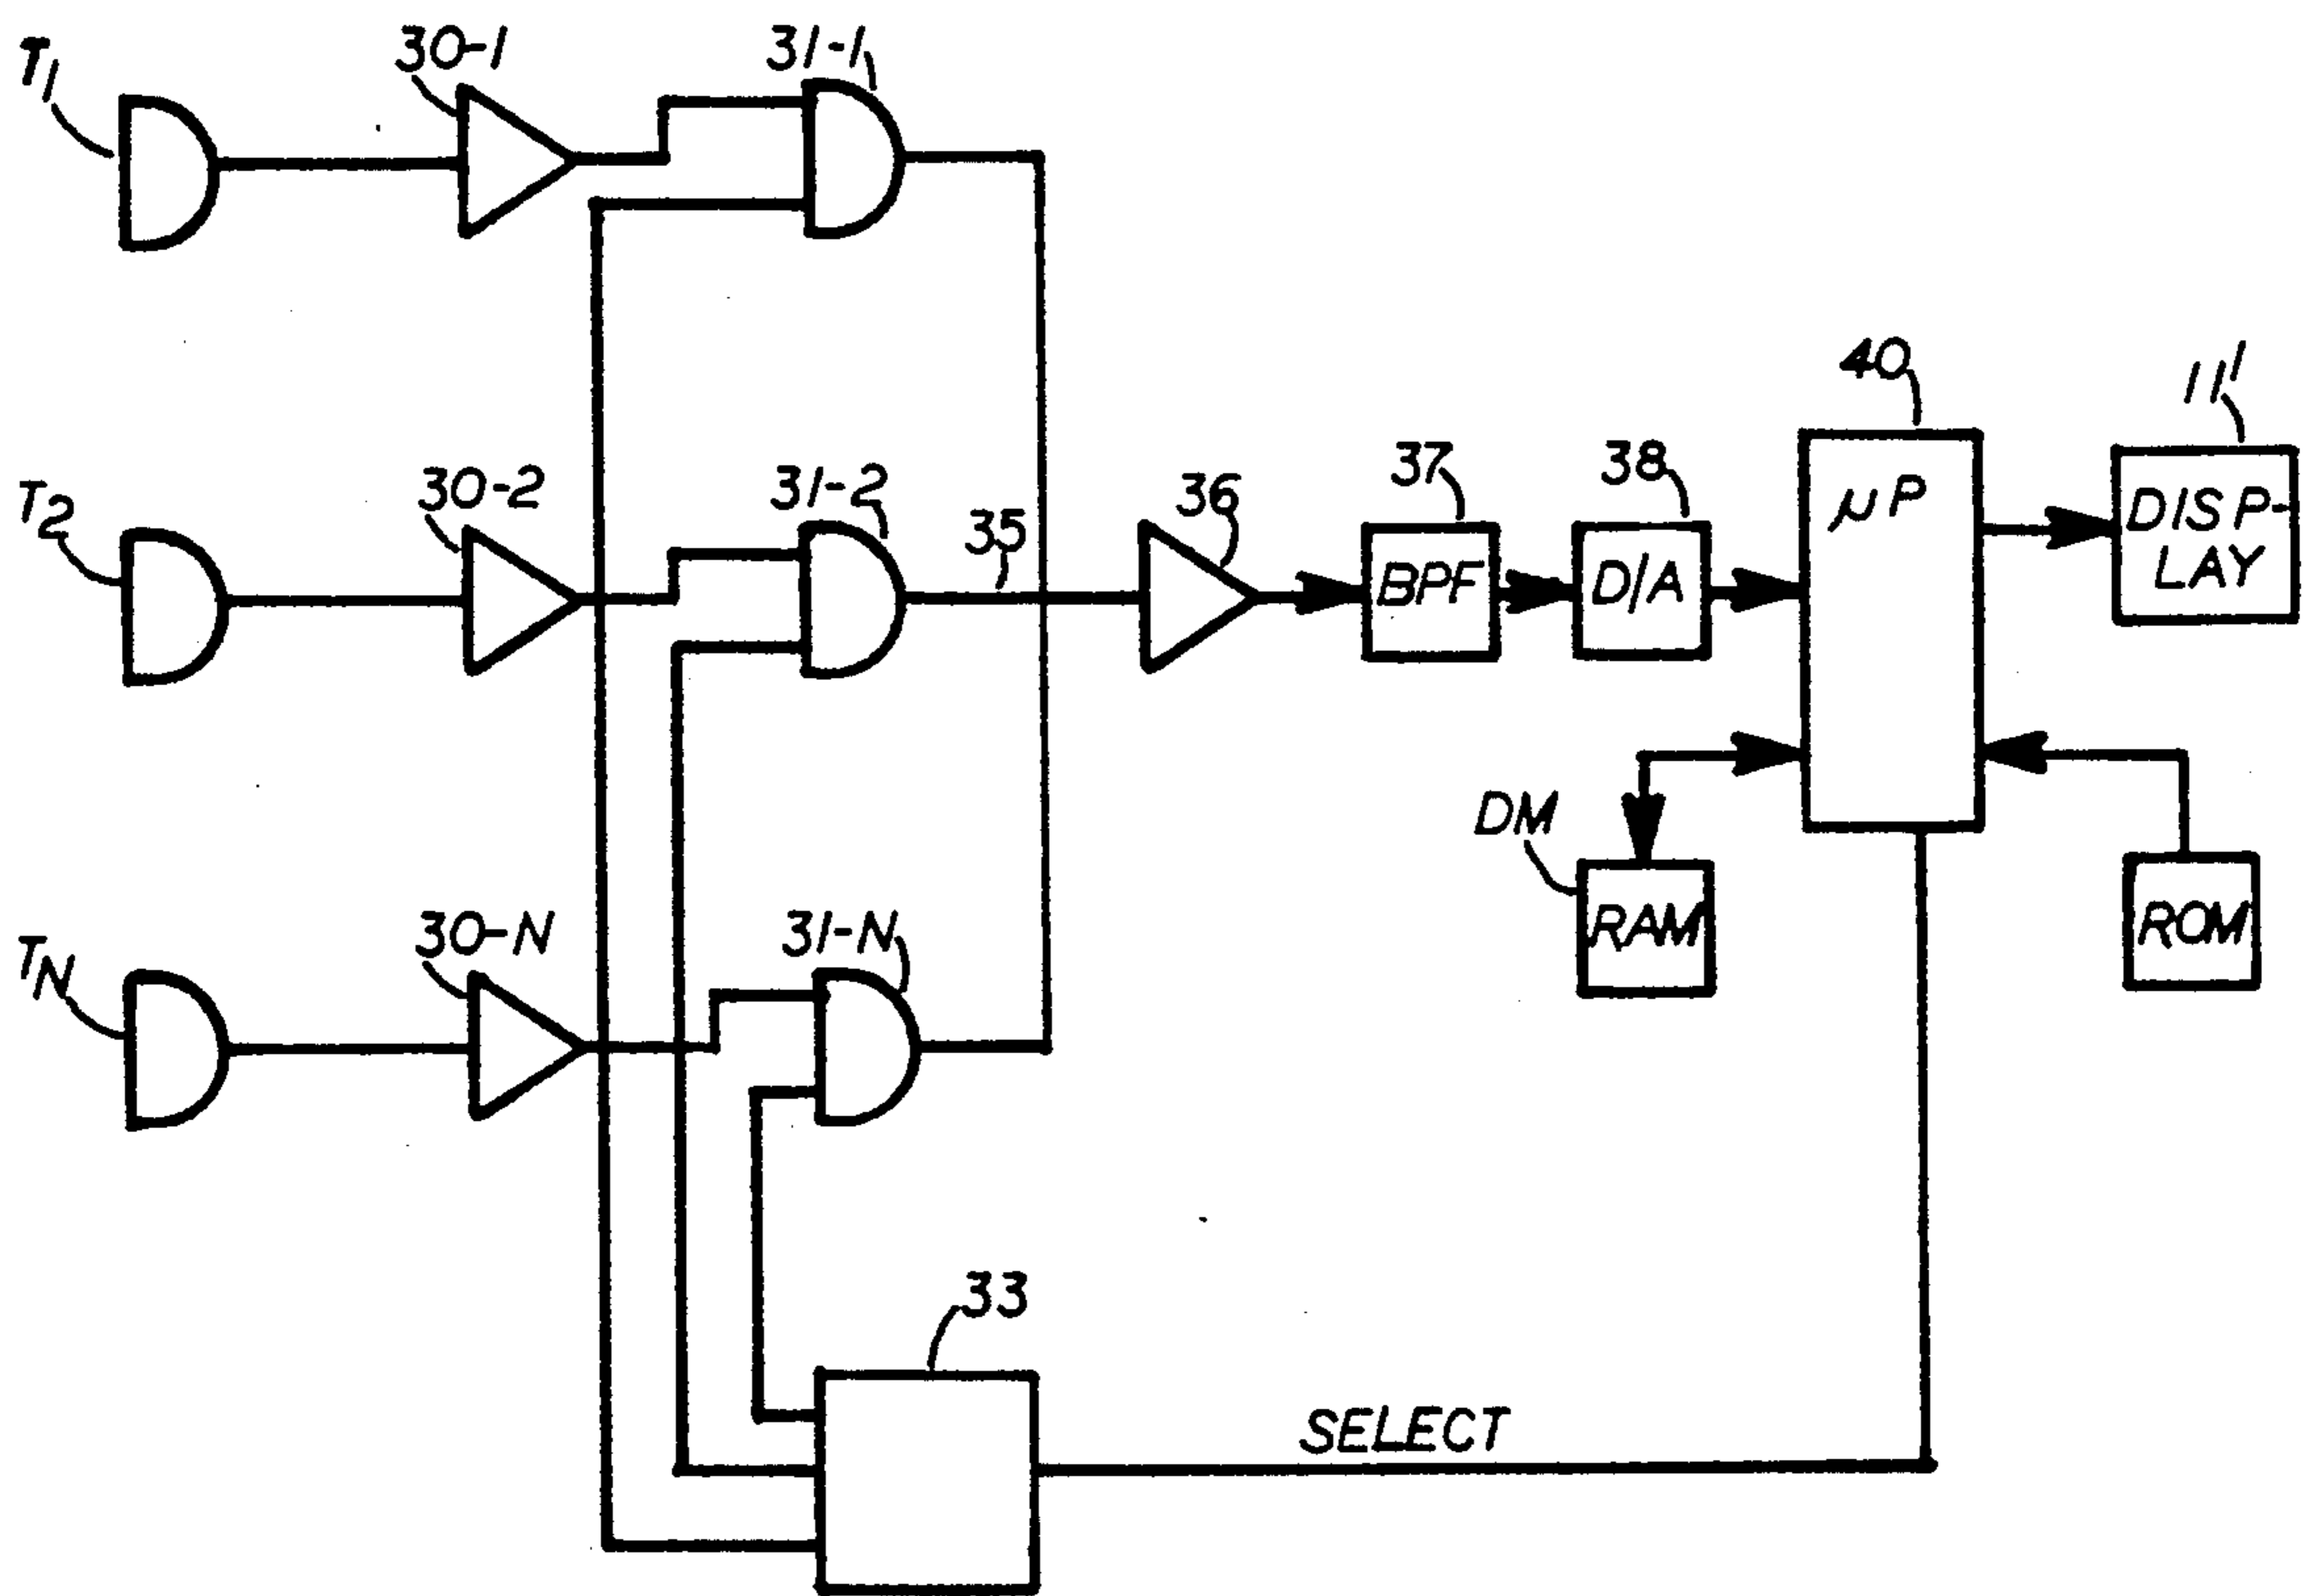 T1
30-1
31-1
T2
30-2
31-2
35
36
37
38
40
11'
BPF
D/A
μP
DISP-
LAY
TN
30-N
31-N
DM
RAM
ROM
33
SELECT